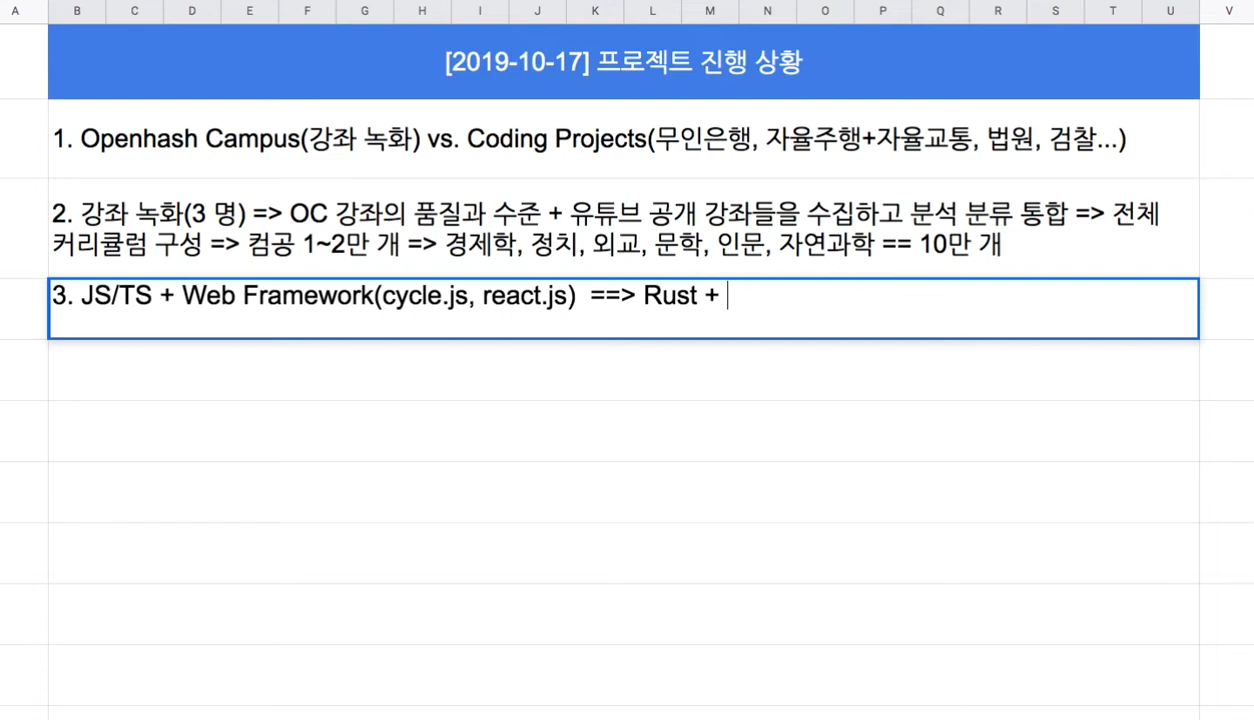 A B C D E F G H I J K L M N O P Q R S T U V
[2019-10-17] 프로젝트 진행 상황
1. Openhash Campus(강좌 녹화) vs. Coding Projects(무인은행, 자율주행+자율교통, 법원, 검찰...)
2. 강좌 녹화(3 명) => OC 강좌의 품질과 수준 + 유튜브 공개 강좌들을 수집하고 분석 분류 통합 => 전체
커리큘럼 구성 => 컴공 1~2만 개 => 경제학, 정치, 외교, 문학, 인문, 자연과학 == 10만 개
3. JS/TS + Web Framework(cycle.js, react.js)  ==> Rust +